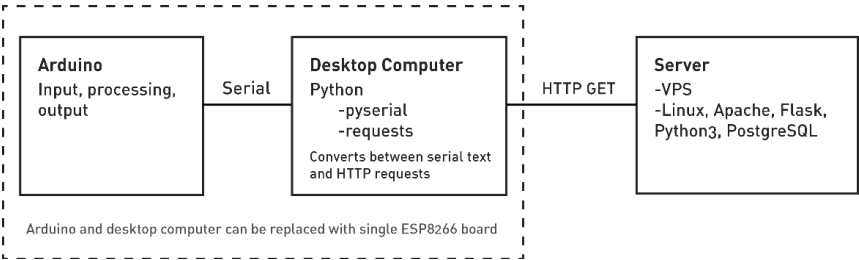 Arduino
Input, processing,
output
Serial
Desktop Computer
Python
-pyserial
-requests
Converts between serial text
and HTTP requests
HTTP GET
Server
-VPS
-Linux, Apache, Flask,
Python3, PostgreSQL
Arduino and desktop computer can be replaced with single ESP8266 board